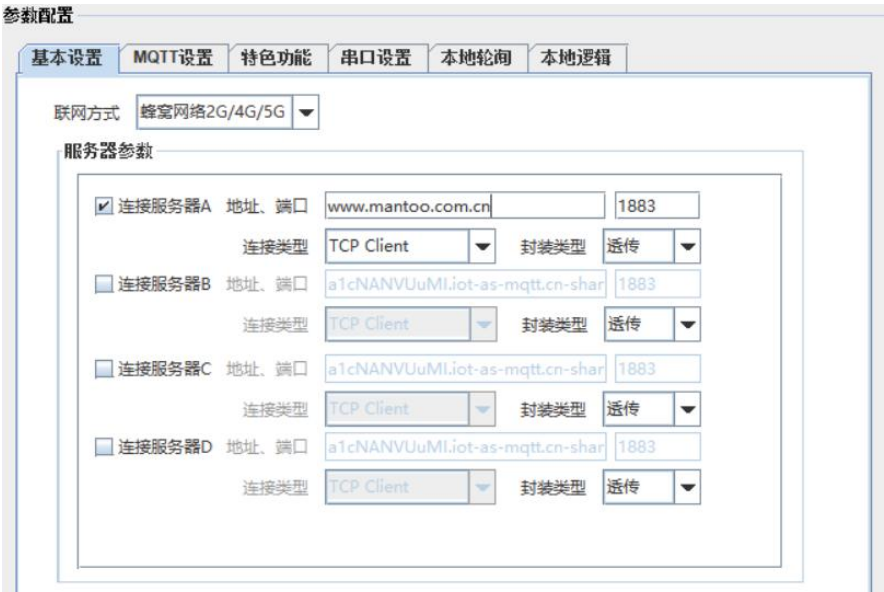 参数配置
基本设置 MQTT设置 特色功能 串口设置 本地轮询 本地逻辑
联网方式 蜂窝网络2G/4G/5G
服务器参数
连接服务器A 地址、端口 www.mantoo.com.cn 1883
连接类型 TCP Client 封装类型 透传
连接服务器B 地址、端口 a1cNANVUuMI.iot-as-mqtt.cn-shar 1883
连接类型 TCP Client 封装类型 透传
连接服务器C 地址、端口 a1cNANVUuMI.iot-as-mqtt.cn-shar 1883
连接类型 TCP Client 封装类型 透传
连接服务器D 地址、端口 a1cNANVUuMI.iot-as-mqtt.cn-shar 1883
连接类型 TCP Client 封装类型 透传